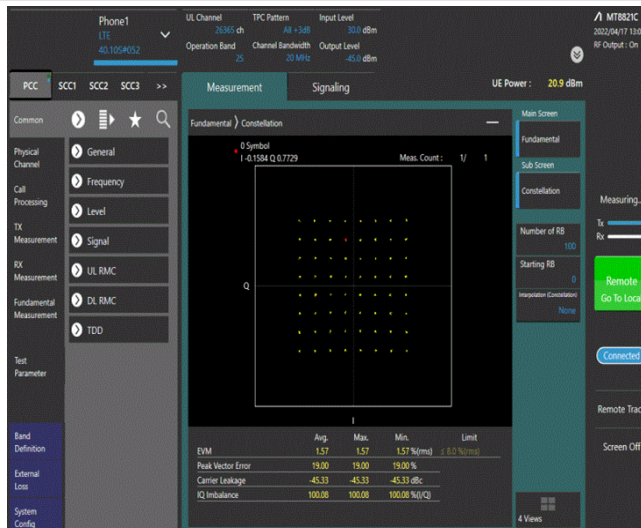 Phone1
LTE
40.105#052
UL Channel
26365 ch
TPC Pattern
All +3dB
Input Level
30.0 dBm
Operation Band
25
Channel Bandwidth
20 MHz
Output Level
-45.0 dBm
MT8821C
2022/04/17 13:0
RF Output : On
PCC SCC1 SCC2 SCC3 >>
Measurement Signaling
UE Power : 20.9 dBm
Common
Physical
Channel
Call
Processing
TX
Measurement
RX
Measurement
Fundamental
Measurement
Test
Parameter
Band
Definition
External
Loss
System
Config
General
Frequency
Level
Signal
UL RMC
DL RMC
TDD
Fundamental ⟩ Constellation
0 Symbol
I -0.1584 Q 0.7729 Meas. Count : 1/ 1
Q
I
Avg. Max. Min. Limit
EVM 1.57 1.57 1.57 %(rms) ≤ 8.0 %(rms)
Peak Vector Error 19.00 19.00 19.00 %
Carrier Leakage -45.33 -45.33 -45.33 dBc
IQ Imbalance 100.08 100.08 100.08 %(I/Q)
Main Screen
Fundamental
Sub Screen
Constellation
Number of RB
100
Starting RB
0
Interpolation (Constellation)
None
4 Views
Measuring..
Tx
Rx
Remote
Go To Local
Connected
Remote Trac
Screen Off